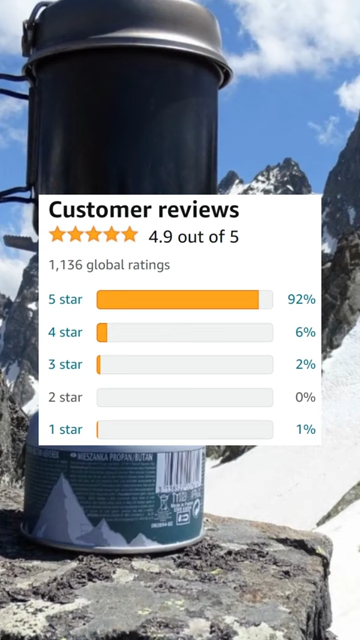 Customer reviews
4.9 out of 5
1,136 global ratings
5 star 92%
4 star 6%
3 star 2%
2 star 0%
1 star 1%
MIESZANKA PROPAN/BUTAN